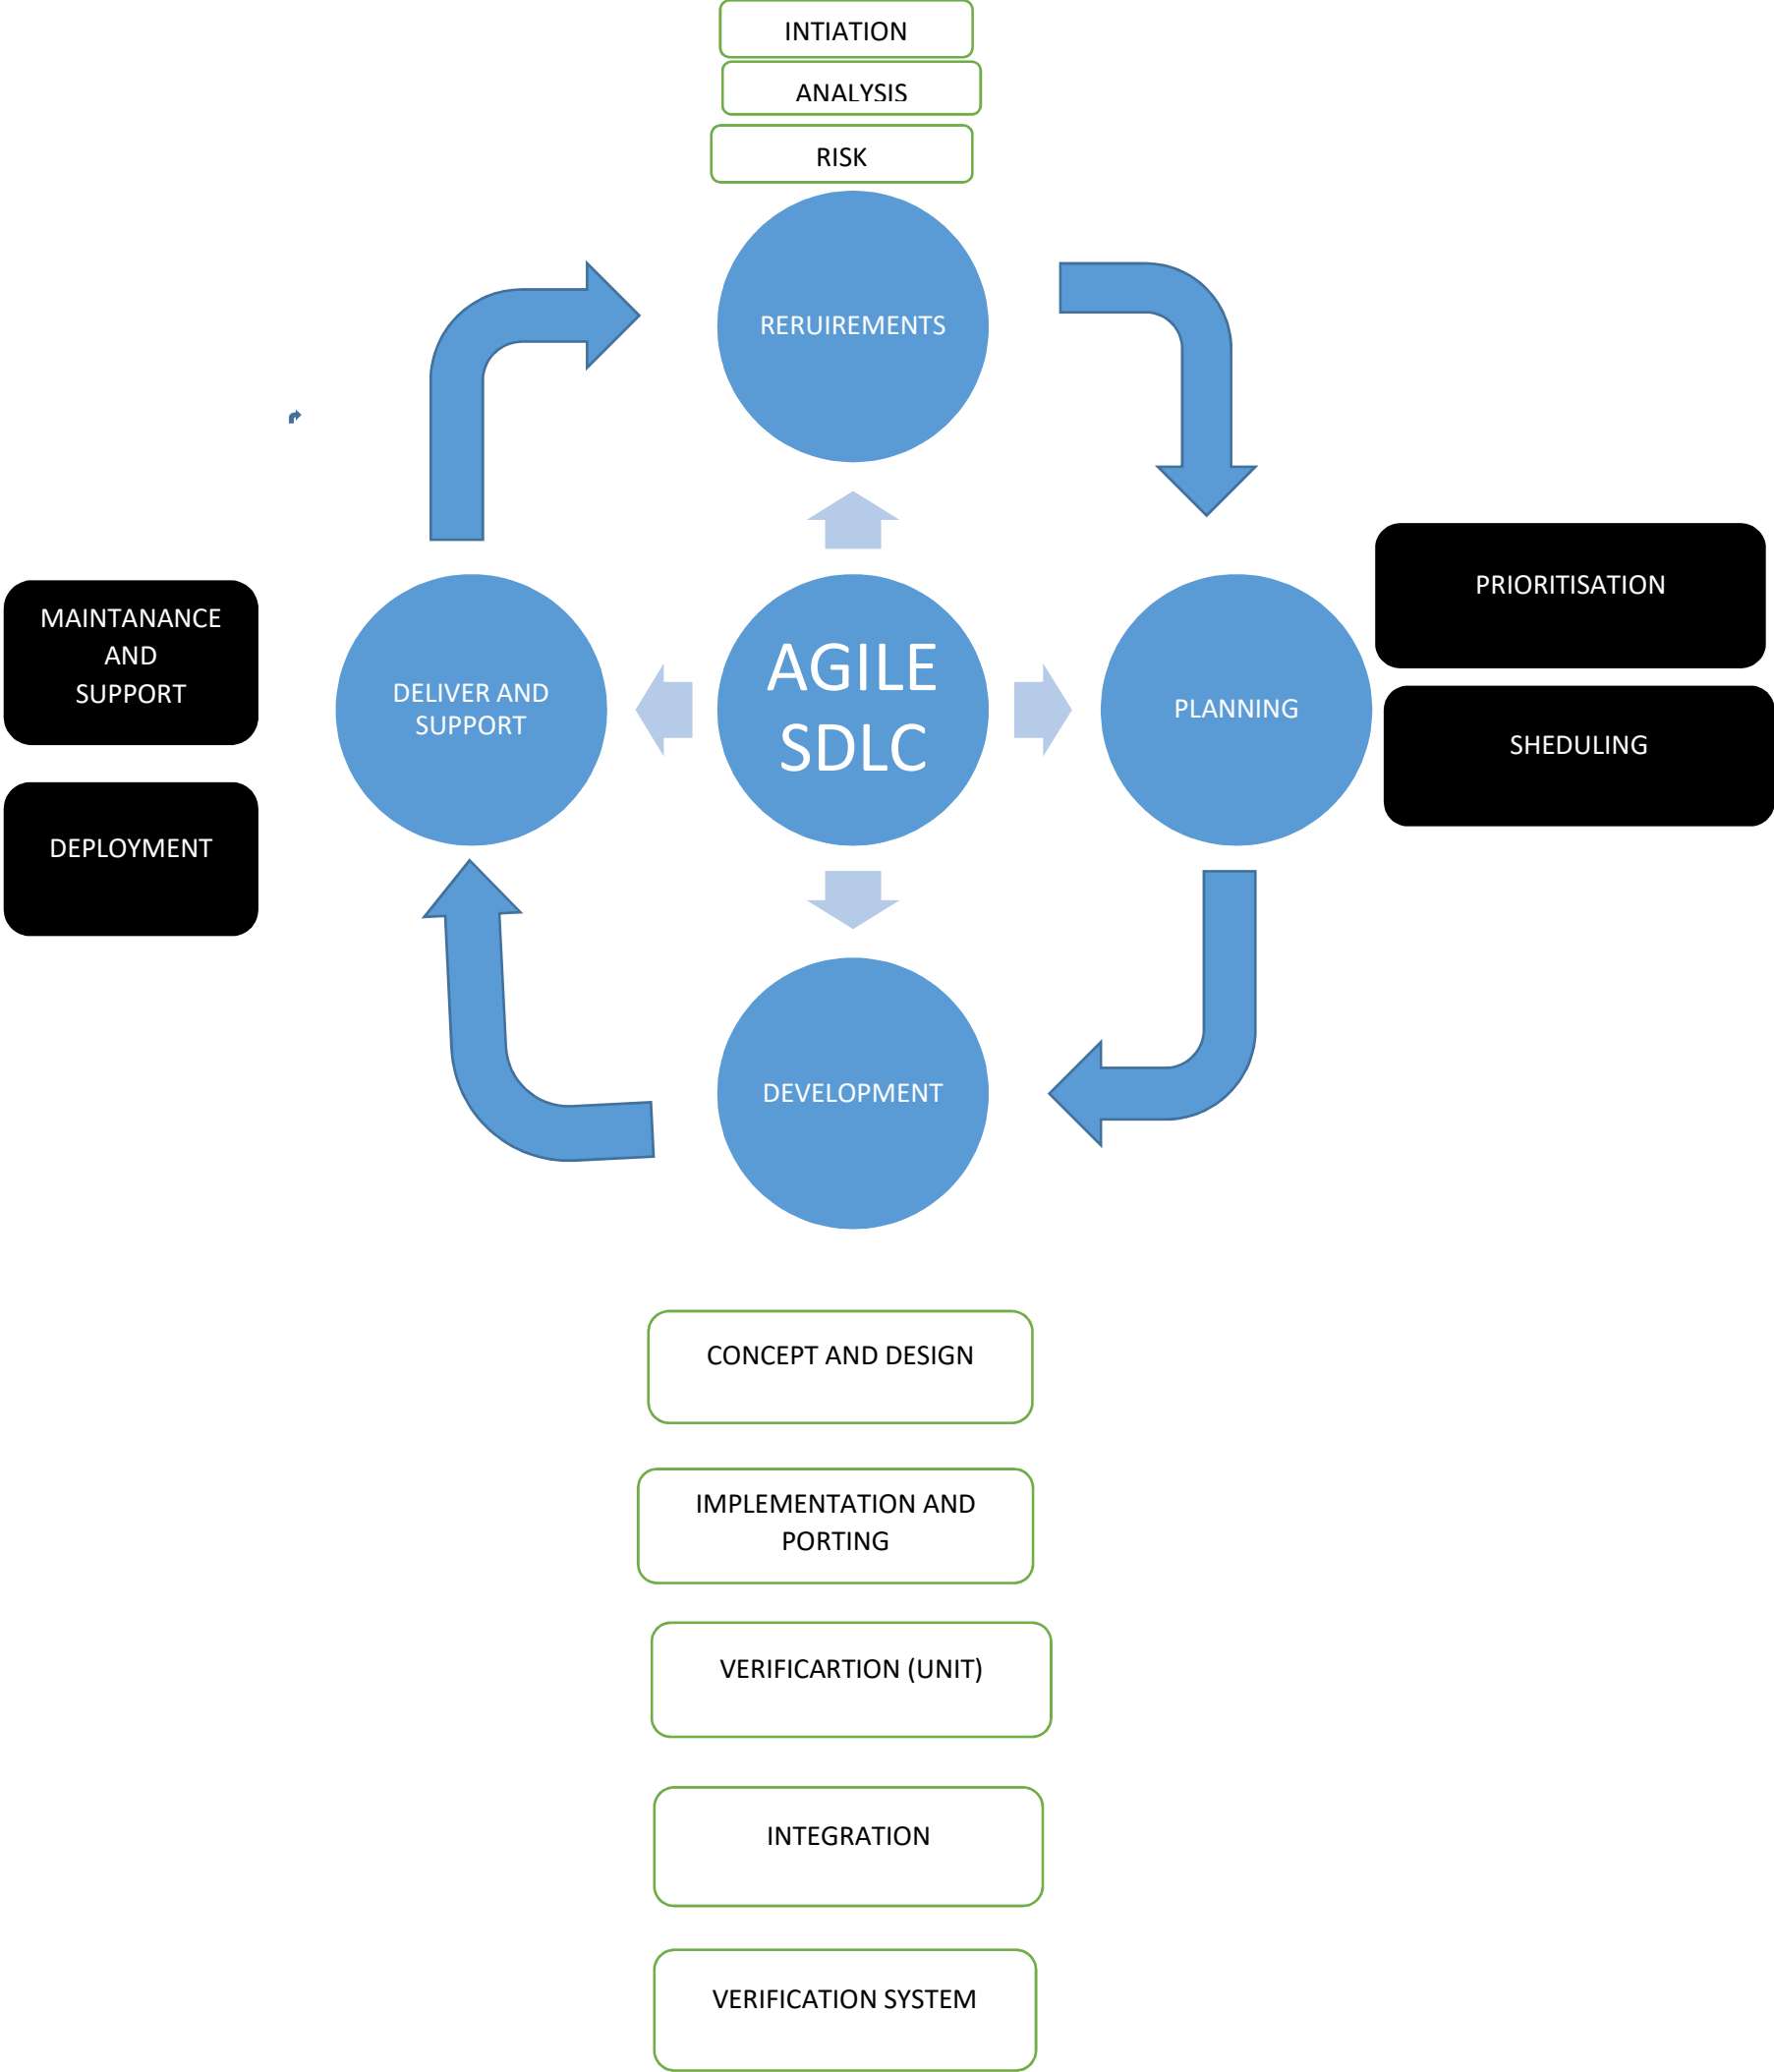 INTIATION
ANALYSIS
RISK
RERUIREMENTS
PRIORITISATION
MAINTANANCE
AND
SUPPORT
DELIVER AND
SUPPORT
AGILE
SDLC
PLANNING
SHEDULING
DEPLOYMENT
DEVELOPMENT
CONCEPT AND DESIGN
IMPLEMENTATION AND
PORTING
VERIFICARTION (UNIT)
INTEGRATION
VERIFICATION SYSTEM